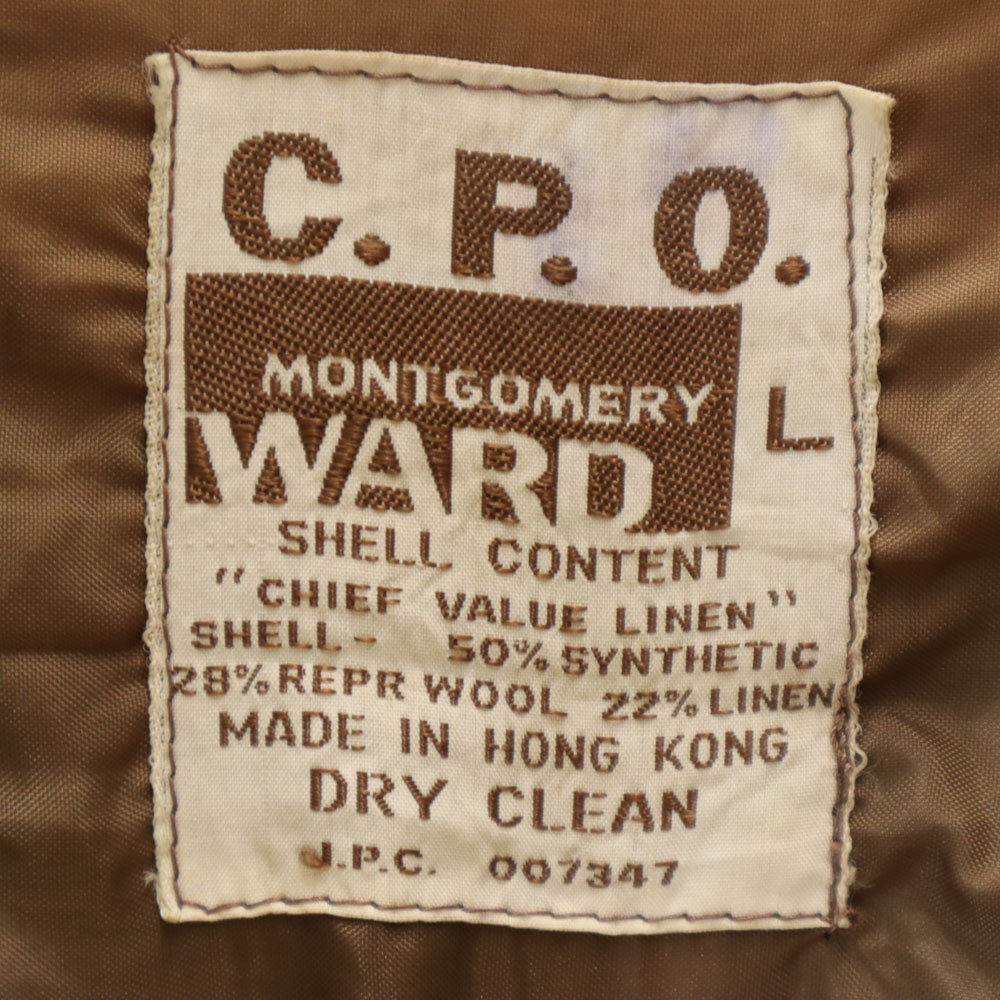 C.P.O.
MONTGOMERY
WARD
L
SHELL CONTENT
"CHIEF VALUE LINEN"
SHELL- 50% SYNTHETIC
28% REPR WOOL 22% LINEN
MADE IN HONG KONG
DRY CLEAN
J.P.C. 007347